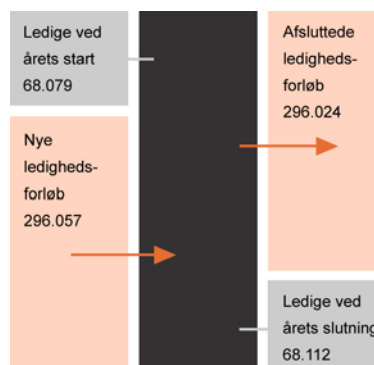 Ledige ved
årets start
68.079
Nye
ledigheds-
forløb
296.057
Afsluttede
ledigheds-
forløb
296.024
Ledige ved
årets slutning
68.112